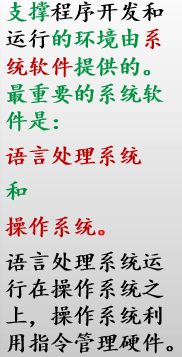 支撑程序开发和
运行的环境由系
统软件提供的。
最重要的系统软
件是：
语言处理系统
和
操作系统。
语言处理系统运
行在操作系统之
上，操作系统利
用指令管理硬件。